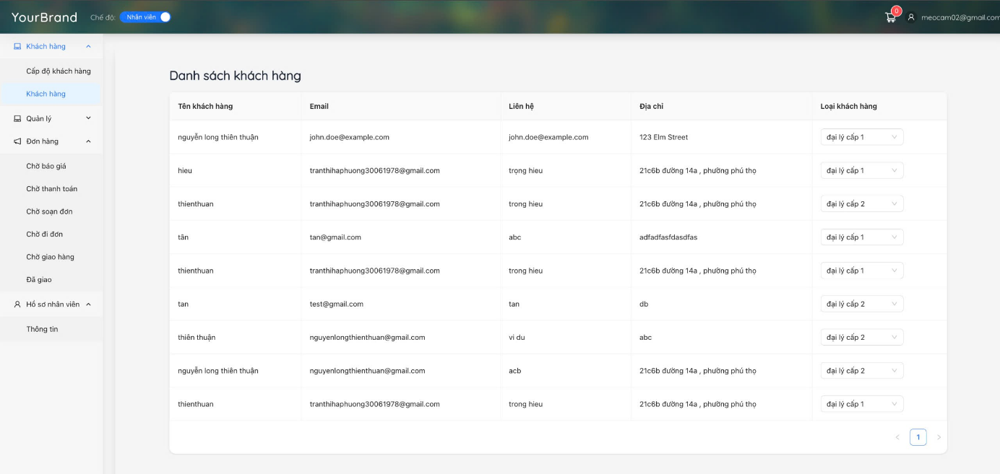 YourBrand Chế độ: Nhân viên 0 meocam02@gmail.com
Khách hàng
Cấp độ khách hàng
Khách hàng
Quản lý
Đơn hàng
Chờ báo giá
Chờ thanh toán
Chờ soạn đơn
Chờ đi đơn
Chờ giao hàng
Đã giao
Hồ sơ nhân viên
Thông tin
Danh sách khách hàng
Tên khách hàng Email Liên hệ Địa chỉ Loại khách hàng
nguyễn long thiên thuận john.doe@example.com john.doe@example.com 123 Elm Street đại lý cấp 1
hieu tranthihaphuong30061978@gmail.com trọng hieu 21c6b đường 14a , phường phú thọ đại lý cấp 1
thienthuan tranthihaphuong30061978@gmail.com trong hieu 21c6b đường 14a , phường phú thọ đại lý cấp 2
tân tan@gmail.com abc adfadfasfdasdfas đại lý cấp 1
thienthuan tranthihaphuong30061978@gmail.com trong hieu 21c6b đường 14a , phường phú thọ đại lý cấp 1
tan test@gmail.com tan db đại lý cấp 2
thiên thuận nguyenlongthienthuan@gmail.com vi du abc đại lý cấp 2
nguyễn long thiên thuận nguyenlongthienthuan@gmail.com acb 21c6b đường 14a , phường phú thọ đại lý cấp 2
thienthuan tranthihaphuong30061978@gmail.com trong hieu 21c6b đường 14a , phường phú thọ đại lý cấp 1
1